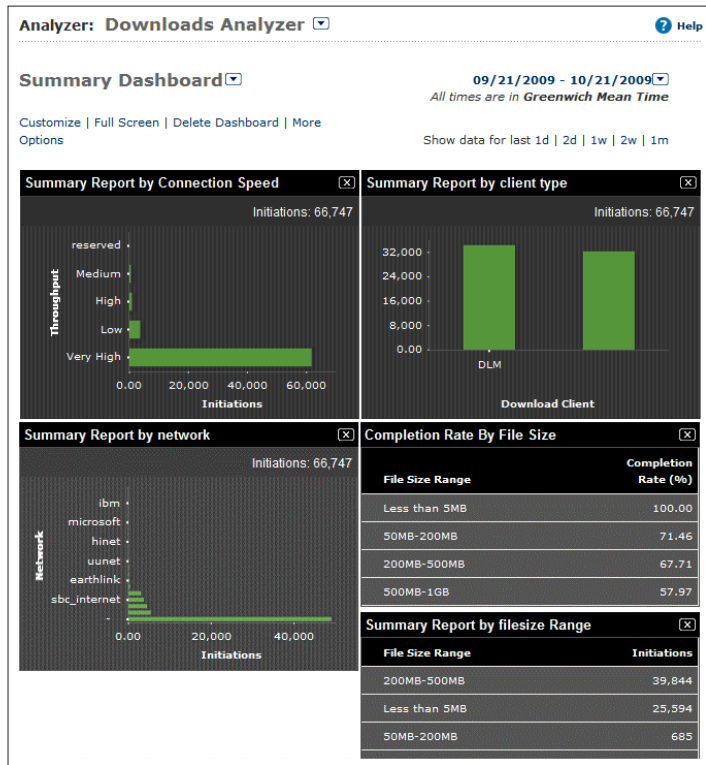 Analyzer: Downloads Analyzer
Help
Summary Dashboard
09/21/2009 - 10/21/2009
All times are in Greenwich Mean Time
Customize | Full Screen | Delete Dashboard | More
Options
Show data for last 1d | 2d | 1w | 2w | 1m
Summary Report by Connection Speed
Initiations: 66,747
Throughput
reserved
Medium
High
Low
Very High
0.00 20,000 40,000 60,000
Initiations
Summary Report by client type
Initiations: 66,747
32,000
24,000
16,000
8,000
0.00
DLM
Download Client
Summary Report by network
Initiations: 66,747
Network
ibm
microsoft
hinet
uunet
earthlink
sbc_internet
-
0.00 20,000 40,000
Initiations
Completion Rate By File Size
File Size Range Completion Rate (%)
Less than 5MB 100.00
50MB-200MB 71.46
200MB-500MB 67.71
500MB-1GB 57.97
Summary Report by filesize Range
File Size Range Initiations
200MB-500MB 39,844
Less than 5MB 25,594
50MB-200MB 685